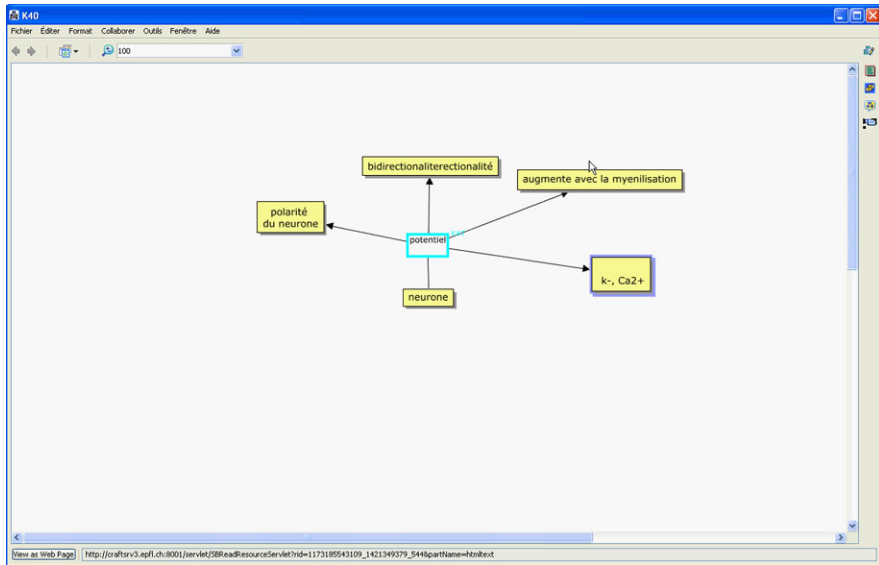 K40
Fichier Éditer Format Collaborer Outils Fenêtre Aide
100
bidirectionaliterectionalité
augmente avec la myenilisation
polarité
du neurone
potentiel
k-, Ca2+
neurone
View as Web Page http://craftsrv3.epfl.ch:8001/servlet/SBReadResourceServlet?rid=1173185543109_1421349379_544&partName=htmltext